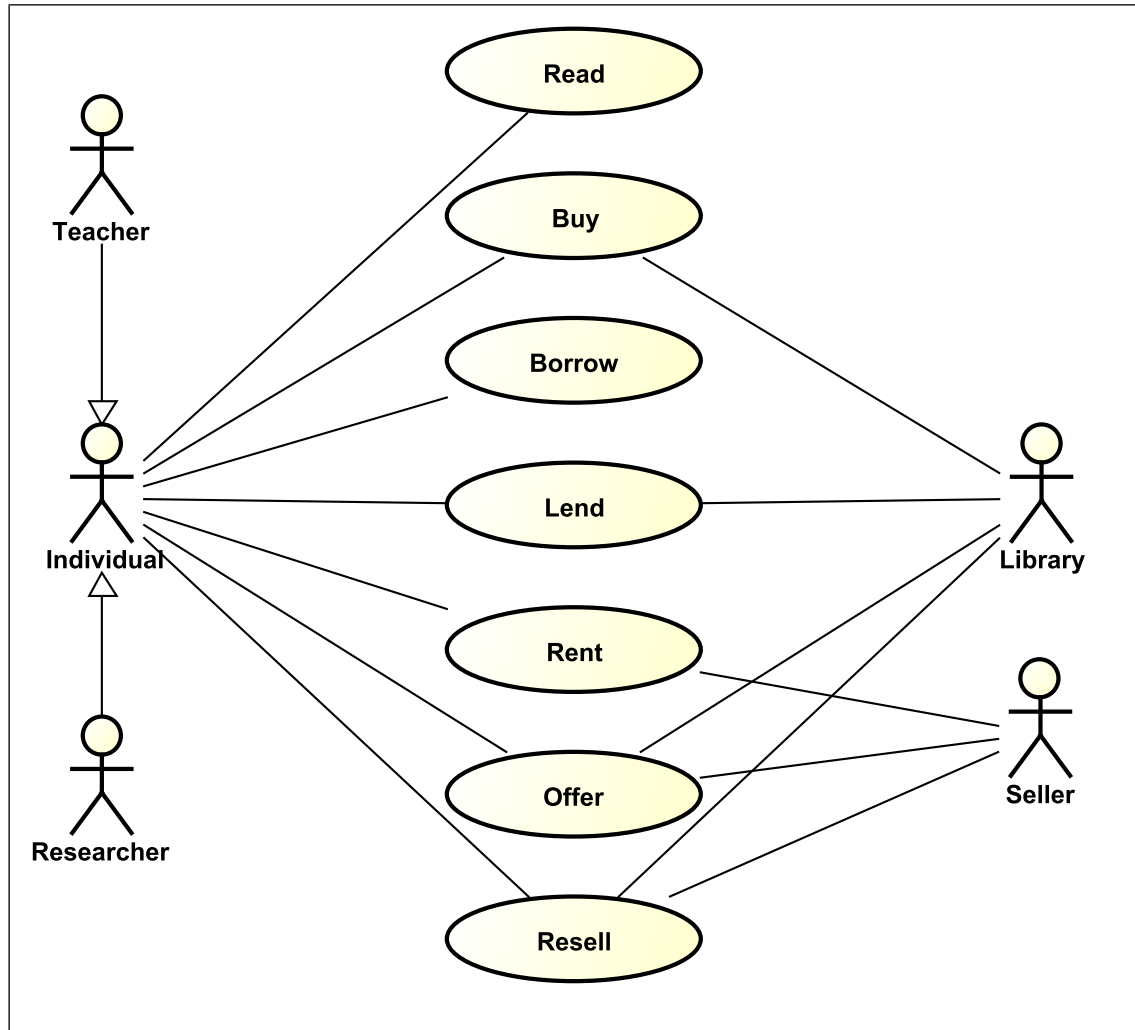 Read
Teacher
Buy
Borrow
Individual
Lend
Library
Rent
Researcher
Offer
Seller
Resell